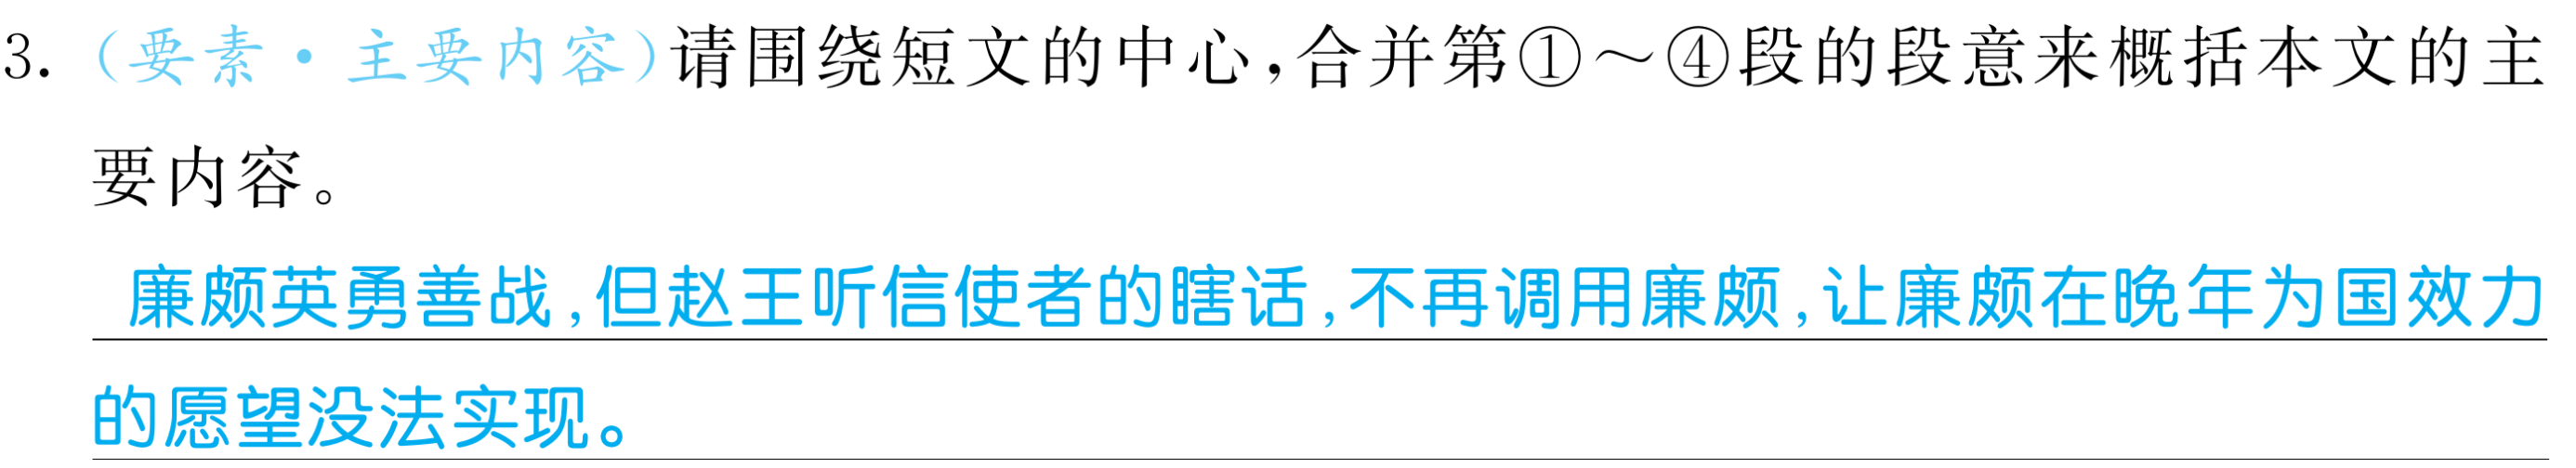 3. (要素·主要内容)请围绕短文的中心,合并第①~④段的段意来概括本文的主
要内容。
廉颇英勇善战,但赵王听信使者的瞎话,不再调用廉颇,让廉颇在晚年为国效力
的愿望没法实现。